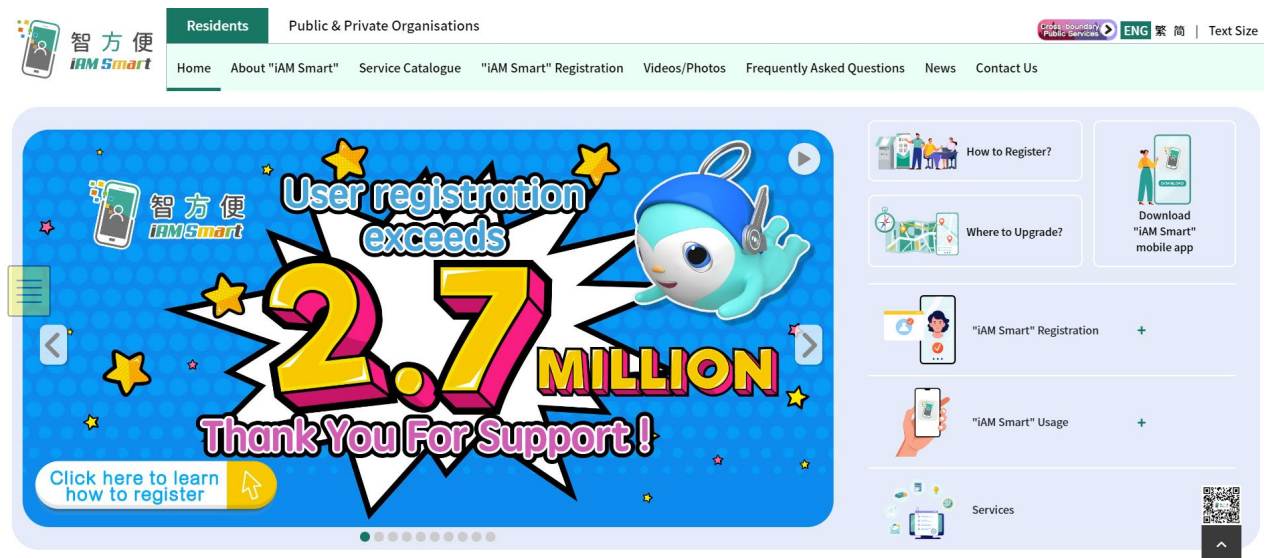 智方便
iAM Smart
Residents
Public & Private Organisations
Cross-boundary
Public Services
ENG 繁 简 | Text Size
Home
About "iAM Smart"
Service Catalogue
"iAM Smart" Registration
Videos/Photos
Frequently Asked Questions
News
Contact Us
智方便
iAM Smart
User registration
exceeds
2.7
MILLION
Thank You For Support!
Click here to learn
how to register
How to Register?
Where to Upgrade?
DOWNLOAD
Download
"iAM Smart"
mobile app
"iAM Smart" Registration +
"iAM Smart" Usage +
Services